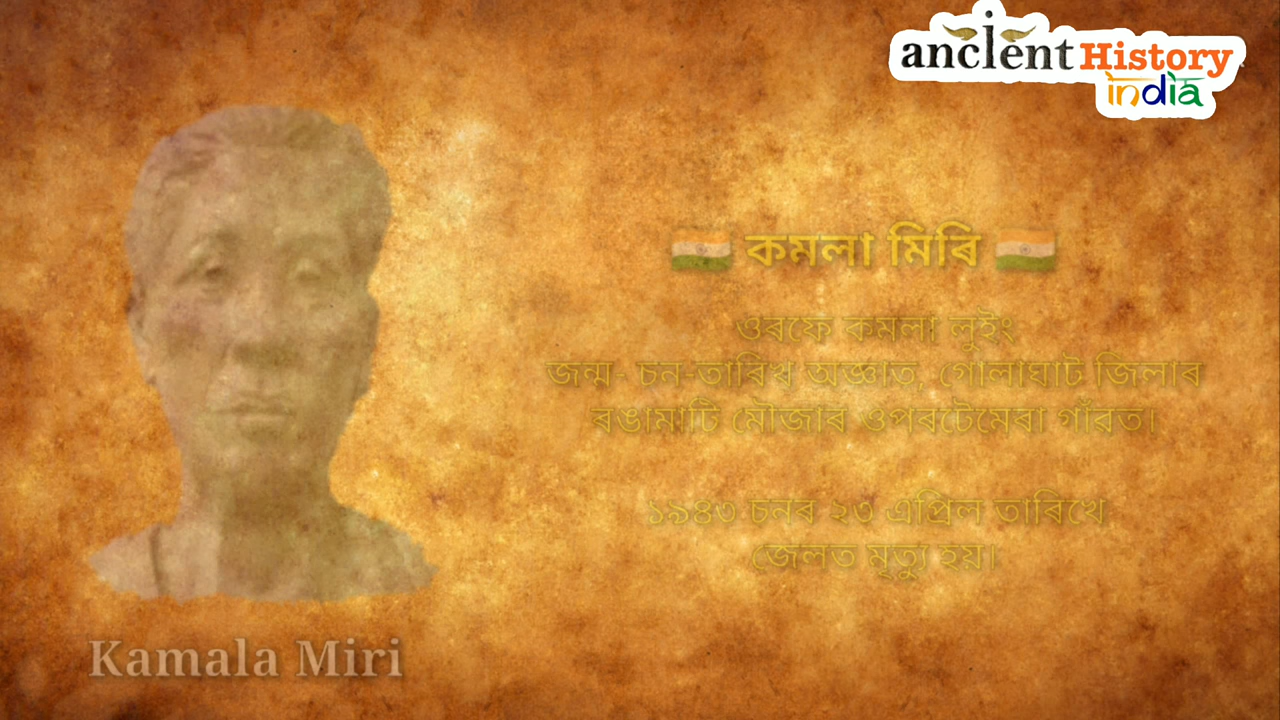 ancient History
india
🇮🇳 কমলা মিৰি 🇮🇳
ওৰফে কমলা লুইং
জন্ম- চন-তাৰিখ অজ্ঞাত, গোলাঘাট জিলাৰ
ৰঙামাটি মৌজাৰ ওপৰটেমেৰা গাঁৱত।
১৯৪৩ চনৰ ২৩ এপ্ৰিল তাৰিখে
জেলত মৃত্যু হয়।
Kamala Miri